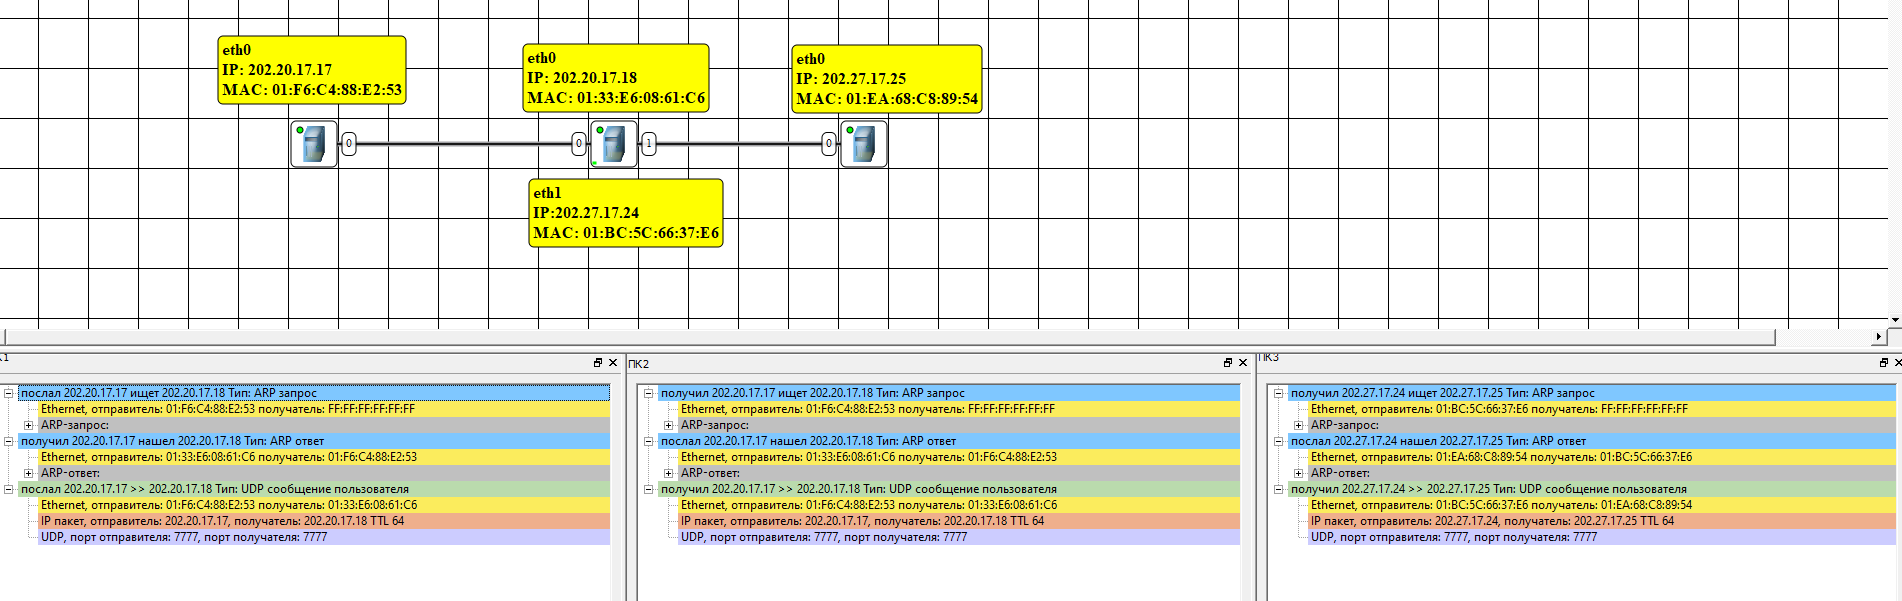 eth0
IP: 202.20.17.17
MAC: 01:F6:C4:88:E2:53
eth0
IP: 202.20.17.18
MAC: 01:33:E6:08:61:C6
eth0
IP: 202.27.17.25
MAC: 01:EA:68:C8:89:54
0
0
1
0
eth1
IP:202.27.17.24
MAC: 01:BC:5C:66:37:E6
К1
послал 202.20.17.17 ищет 202.20.17.18 Тип: ARP запрос
Ethernet, отправитель: 01:F6:C4:88:E2:53 получатель: FF:FF:FF:FF:FF:FF
ARP-запрос:
получил 202.20.17.17 нашел 202.20.17.18 Тип: ARP ответ
Ethernet, отправитель: 01:33:E6:08:61:C6 получатель: 01:F6:C4:88:E2:53
ARP-ответ:
послал 202.20.17.17 >> 202.20.17.18 Тип: UDP сообщение пользователя
Ethernet, отправитель: 01:F6:C4:88:E2:53 получатель: 01:33:E6:08:61:C6
IP пакет, отправитель: 202.20.17.17, получатель: 202.20.17.18 TTL 64
UDP, порт отправителя: 7777, порт получателя: 7777
ПК2
получил 202.20.17.17 ищет 202.20.17.18 Тип: ARP запрос
Ethernet, отправитель: 01:F6:C4:88:E2:53 получатель: FF:FF:FF:FF:FF:FF
ARP-запрос:
послал 202.20.17.17 нашел 202.20.17.18 Тип: ARP ответ
Ethernet, отправитель: 01:33:E6:08:61:C6 получатель: 01:F6:C4:88:E2:53
ARP-ответ:
получил 202.20.17.17 >> 202.20.17.18 Тип: UDP сообщение пользователя
Ethernet, отправитель: 01:F6:C4:88:E2:53 получатель: 01:33:E6:08:61:C6
IP пакет, отправитель: 202.20.17.17, получатель: 202.20.17.18 TTL 64
UDP, порт отправителя: 7777, порт получателя: 7777
ПК3
получил 202.27.17.24 ищет 202.27.17.25 Тип: ARP запрос
Ethernet, отправитель: 01:BC:5C:66:37:E6 получатель: FF:FF:FF:FF:FF:FF
ARP-запрос:
послал 202.27.17.24 нашел 202.27.17.25 Тип: ARP ответ
Ethernet, отправитель: 01:EA:68:C8:89:54 получатель: 01:BC:5C:66:37:E6
ARP-ответ:
получил 202.27.17.24 >> 202.27.17.25 Тип: UDP сообщение пользователя
Ethernet, отправитель: 01:BC:5C:66:37:E6 получатель: 01:EA:68:C8:89:54
IP пакет, отправитель: 202.27.17.24, получатель: 202.27.17.25 TTL 64
UDP, порт отправителя: 7777, порт получателя: 7777